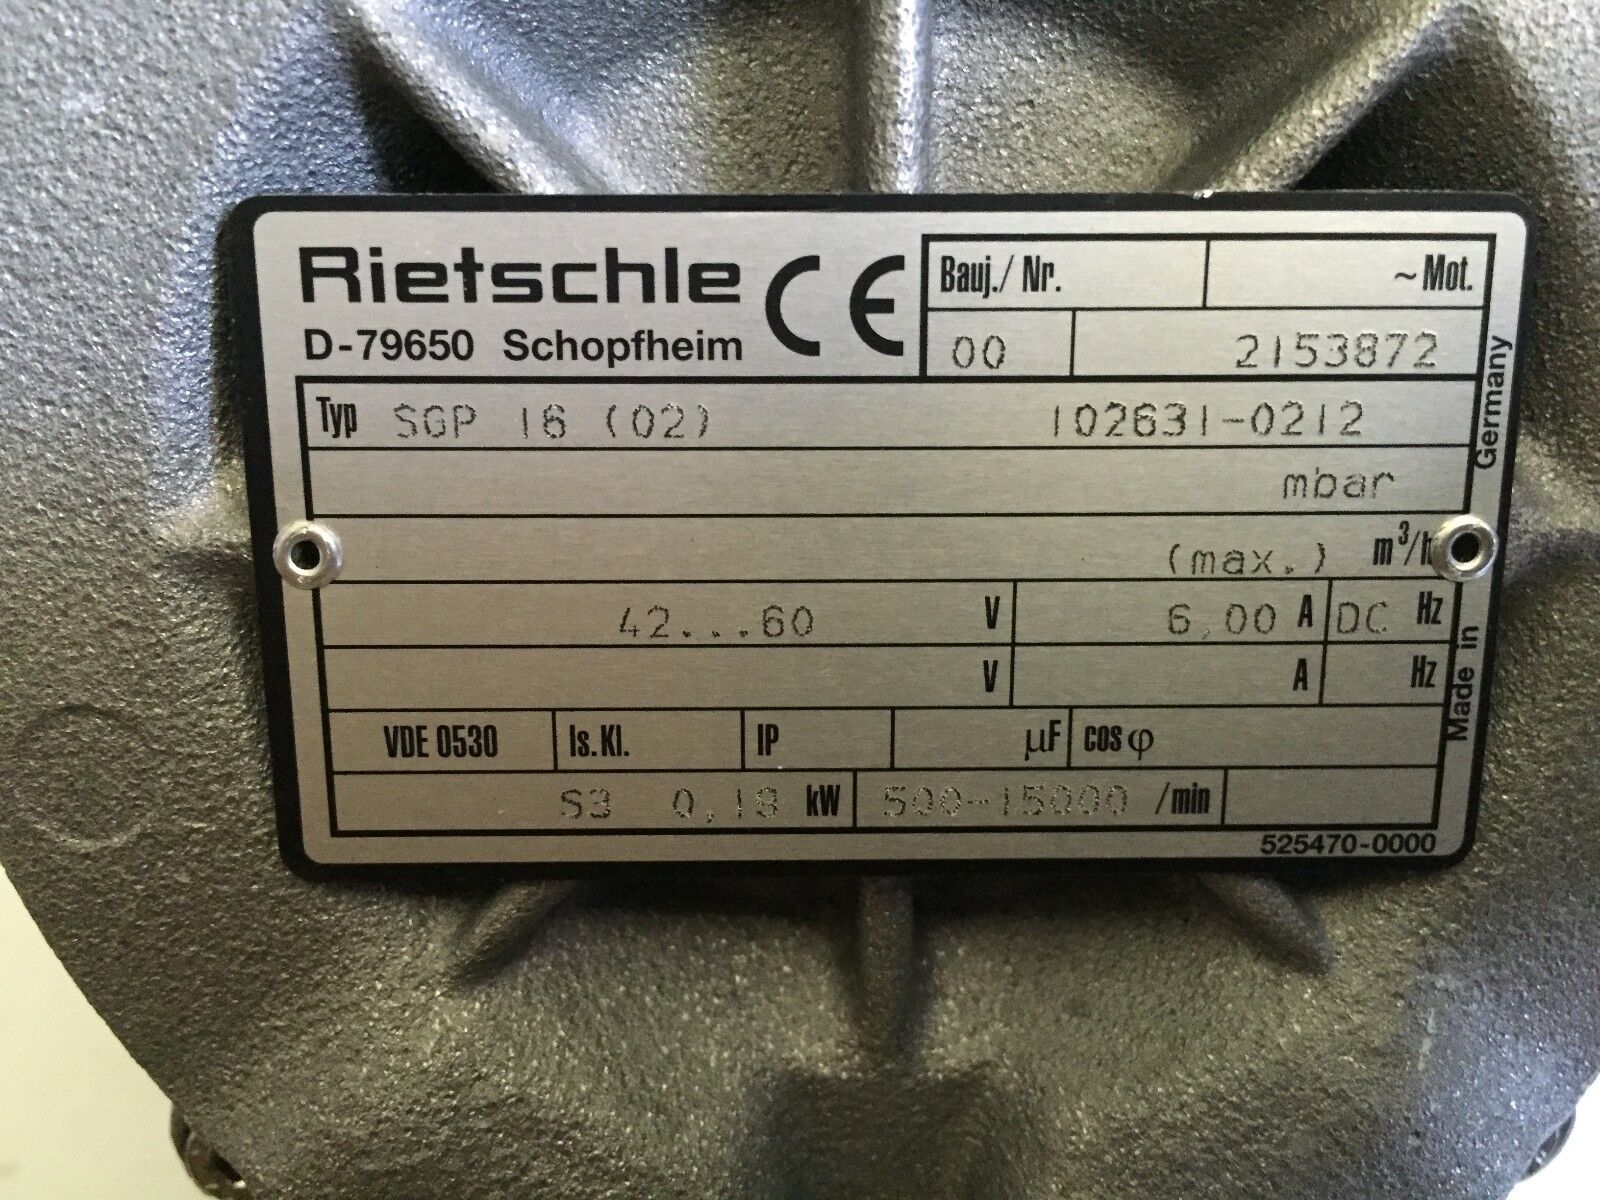 Rietschle CE
D-79650 Schopfheim
Bauj./ Nr. ~Mot.
00 2153872
Typ SGP 16 (02) 102631-0212
mbar
(max.) m³/h
42...60 V 6,00 A DC Hz
V A Hz
VDE 0530 Is.Kl. IP µF cos φ
S3 0,18 kW 500-15000 /min
525470-0000
Made in Germany